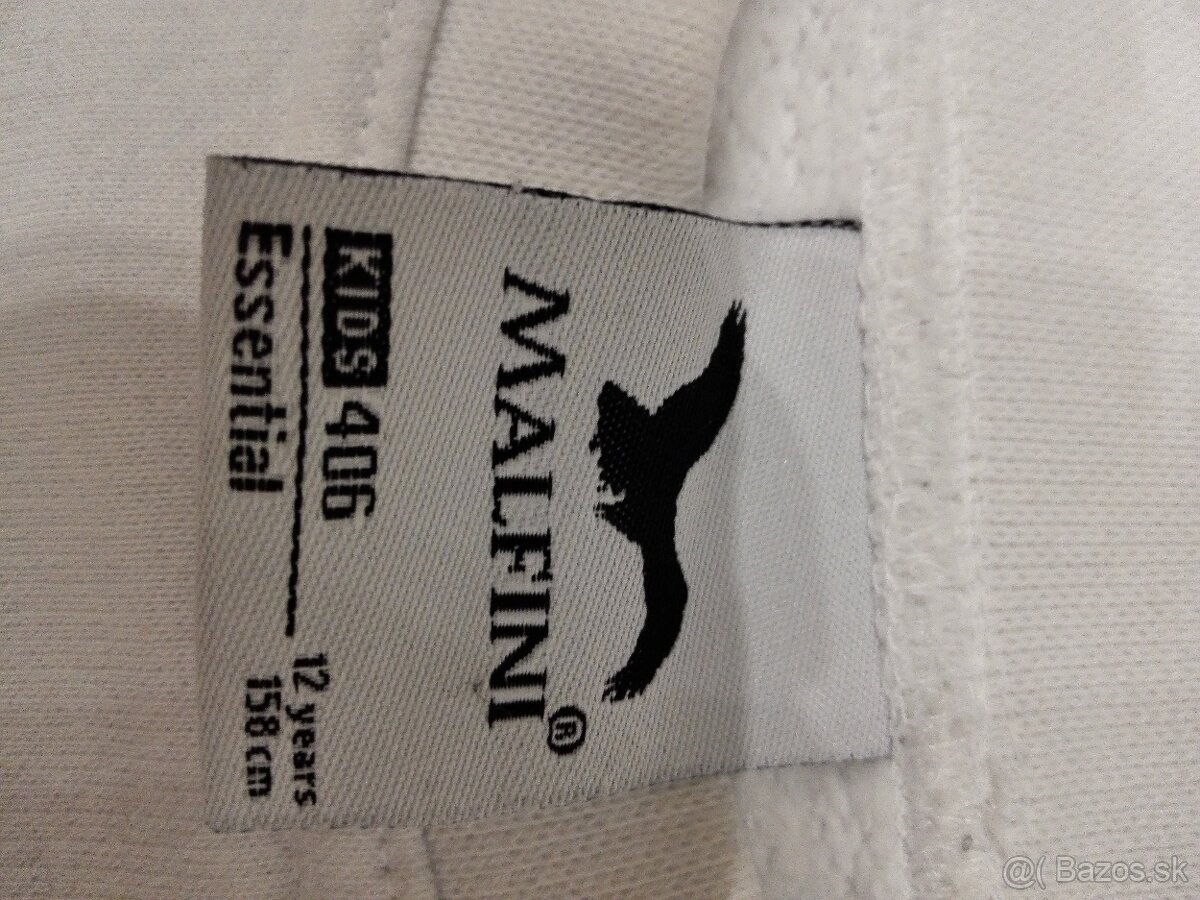 MALFINI®
KIDS 406
Essential
12 years
158 cm
@( Bazos.sk